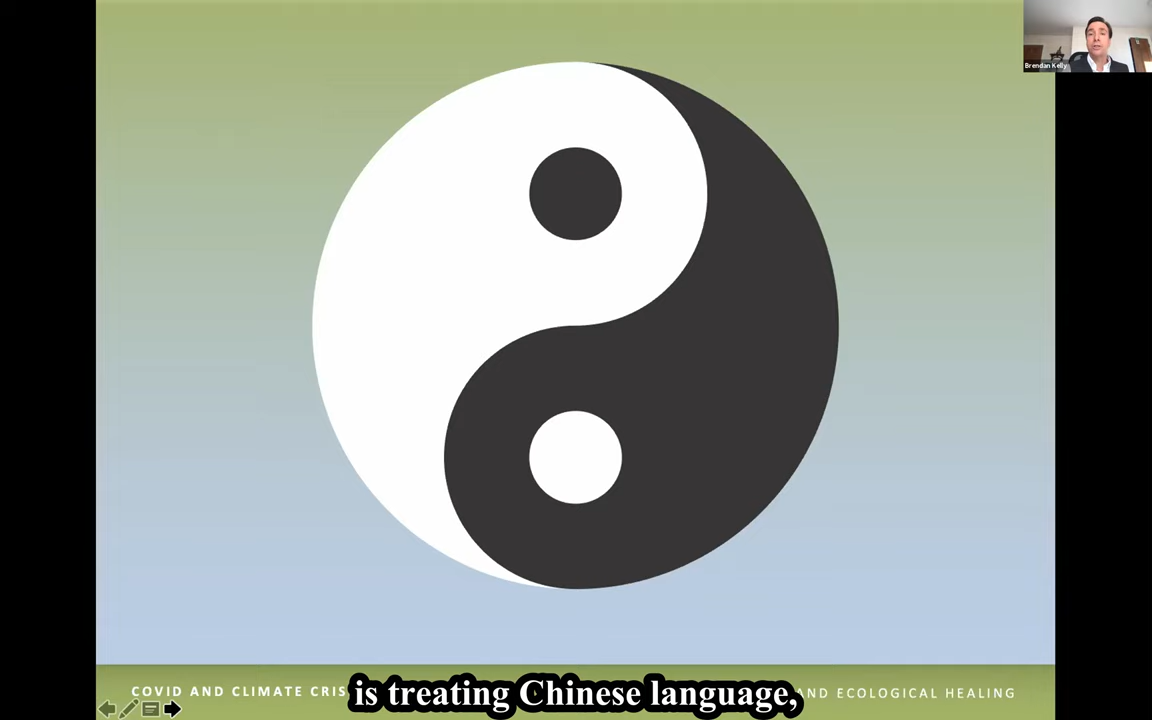 Brendan Kelly
COVID AND CLIMATE CRIS
AND ECOLOGICAL HEALING
is treating Chinese language,